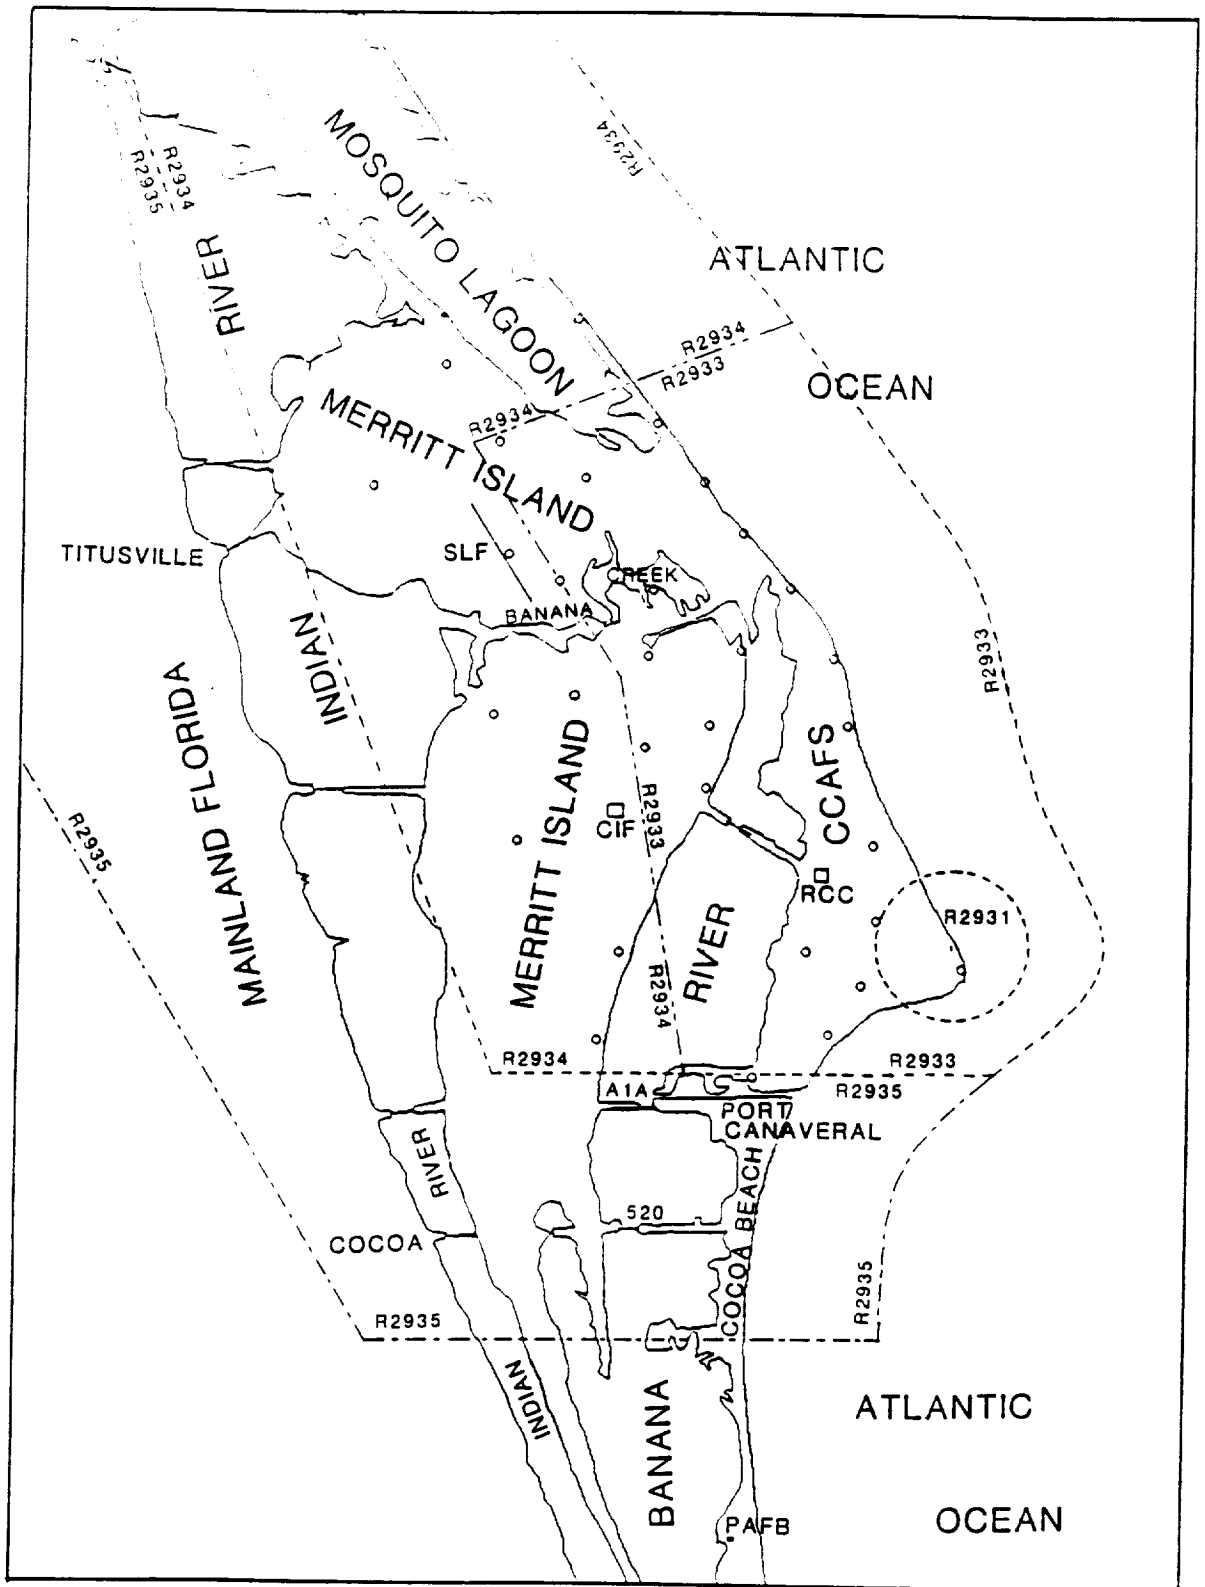 R2934
MOSQUITO LAGOON
R2934
R2935
RIVER
ATLANTIC
OCEAN
R2934
R2933
R2934
MERRITT ISLAND
TITUSVILLE
SLF
CREEK
BANANA
INDIAN
R2933
MAINLAND FLORIDA
MERRITT ISLAND
CCAFS
R2933
CIF
R2935
RCC
R2931
RIVER
R2934
R2934
R2933
A1A
R2935
PORT
CANAVERAL
RIVER
COCOA BEACH
520
COCOA
R2935
R2935
INDIAN
BANANA
ATLANTIC
OCEAN
PAFB